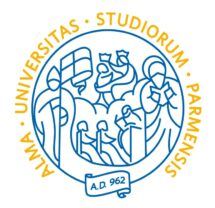 ALMA · UNIVERSITAS · STUDIORUM · PARMENSIS
A.D. 962